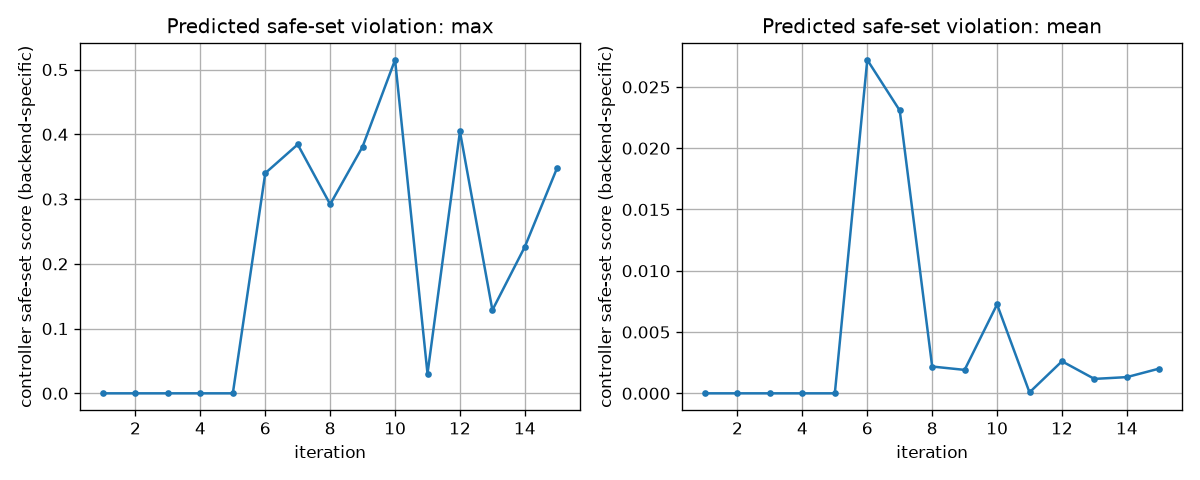 Predicted safe-set violation: max
controller safe-set score (backend-specific)
0.5
0.4
0.3
0.2
0.1
0.0
2 4 6 8 10 12 14
iteration
Predicted safe-set violation: mean
controller safe-set score (backend-specific)
0.025
0.020
0.015
0.010
0.005
0.000
2 4 6 8 10 12 14
iteration